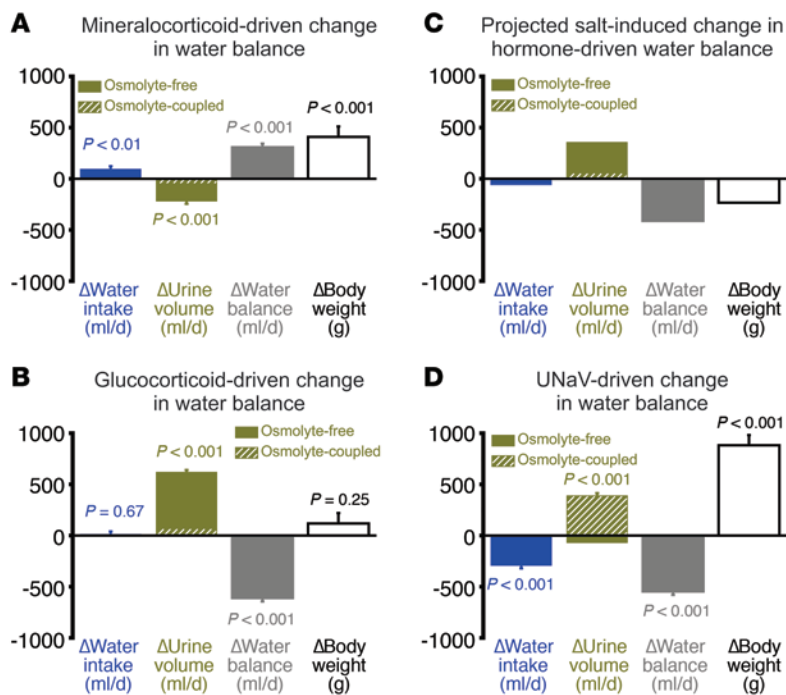 A
Mineralocorticoid-driven change
in water balance
1000
500
0
-500
-1000
Osmolyte-free
Osmolyte-coupled
P < 0.01
P < 0.001
P < 0.001
P < 0.001
ΔWater
intake
(ml/d)
ΔUrine
volume
(ml/d)
ΔWater
balance
(ml/d)
ΔBody
weight
(g)
C
Projected salt-induced change in
hormone-driven water balance
1000
500
0
-500
-1000
Osmolyte-free
Osmolyte-coupled
ΔWater
intake
(ml/d)
ΔUrine
volume
(ml/d)
ΔWater
balance
(ml/d)
ΔBody
weight
(g)
B
Glucocorticoid-driven change
in water balance
1000
500
0
-500
-1000
Osmolyte-free
Osmolyte-coupled
P = 0.67
P < 0.001
P < 0.001
P = 0.25
ΔWater
intake
(ml/d)
ΔUrine
volume
(ml/d)
ΔWater
balance
(ml/d)
ΔBody
weight
(g)
D
UNaV-driven change
in water balance
1000
500
0
-500
-1000
Osmolyte-free
Osmolyte-coupled
P < 0.001
P < 0.001
P < 0.001
P < 0.001
ΔWater
intake
(ml/d)
ΔUrine
volume
(ml/d)
ΔWater
balance
(ml/d)
ΔBody
weight
(g)